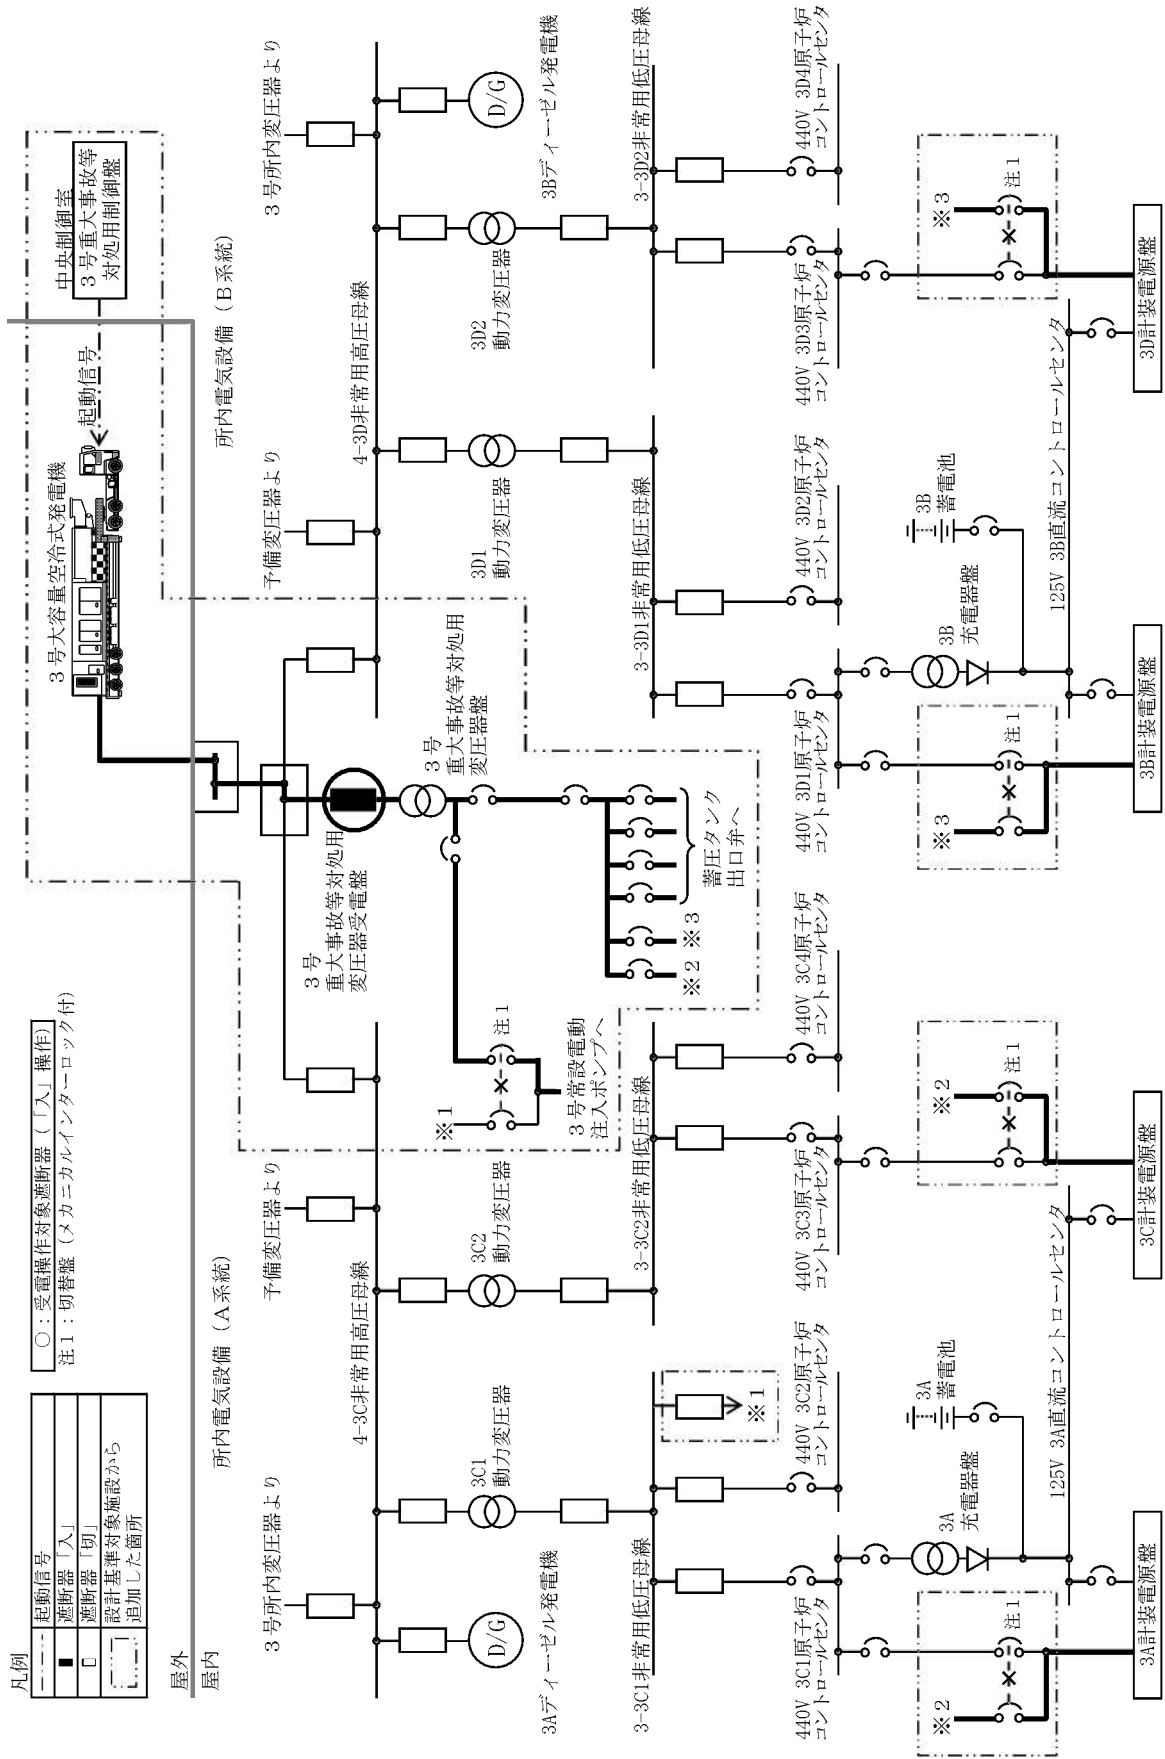 凡例
起動信号
遮断器「入」
遮断器「切」
設計基準対象施設から
追加した箇所
○：受電操作対象遮断器（「入」操作）
注１：切替盤（メカニカルインターロック付）
屋外
屋内
中央制御室
３号重大事故等
対処用制御盤
起動信号
３号大容量空冷式発電機
所内電気設備（Ａ系統）
所内電気設備（Ｂ系統）
３号所内変圧器より
予備変圧器より
予備変圧器より
３号所内変圧器より
4-3C非常用高圧母線
4-3D非常用高圧母線
３号
重大事故等対処用
変圧器受電盤
３号
重大事故等対処用
変圧器盤
D/G
3Aディーゼル発電機
3C1
動力変圧器
3C2
動力変圧器
3D1
動力変圧器
3D2
動力変圧器
D/G
3Bディーゼル発電機
※１
注１
３号常設電動
注入ポンプへ
※２
※３
蓄圧タンク
出口弁へ
3-3C1非常用低圧母線
3-3C2非常用低圧母線
3-3D1非常用低圧母線
3-3D2非常用低圧母線
※１
440V 3C1原子炉
コントロールセンタ
440V 3C2原子炉
コントロールセンタ
440V 3C3原子炉
コントロールセンタ
440V 3C4原子炉
コントロールセンタ
440V 3D1原子炉
コントロールセンタ
440V 3D2原子炉
コントロールセンタ
440V 3D3原子炉
コントロールセンタ
440V 3D4原子炉
コントロールセンタ
※２
注１
3A
充電器盤
3A
蓄電池
※２
注１
※３
注１
3B
充電器盤
3B
蓄電池
※３
注１
125V 3A直流コントロールセンタ
125V 3B直流コントロールセンタ
3A計装電源盤
3C計装電源盤
3B計装電源盤
3D計装電源盤